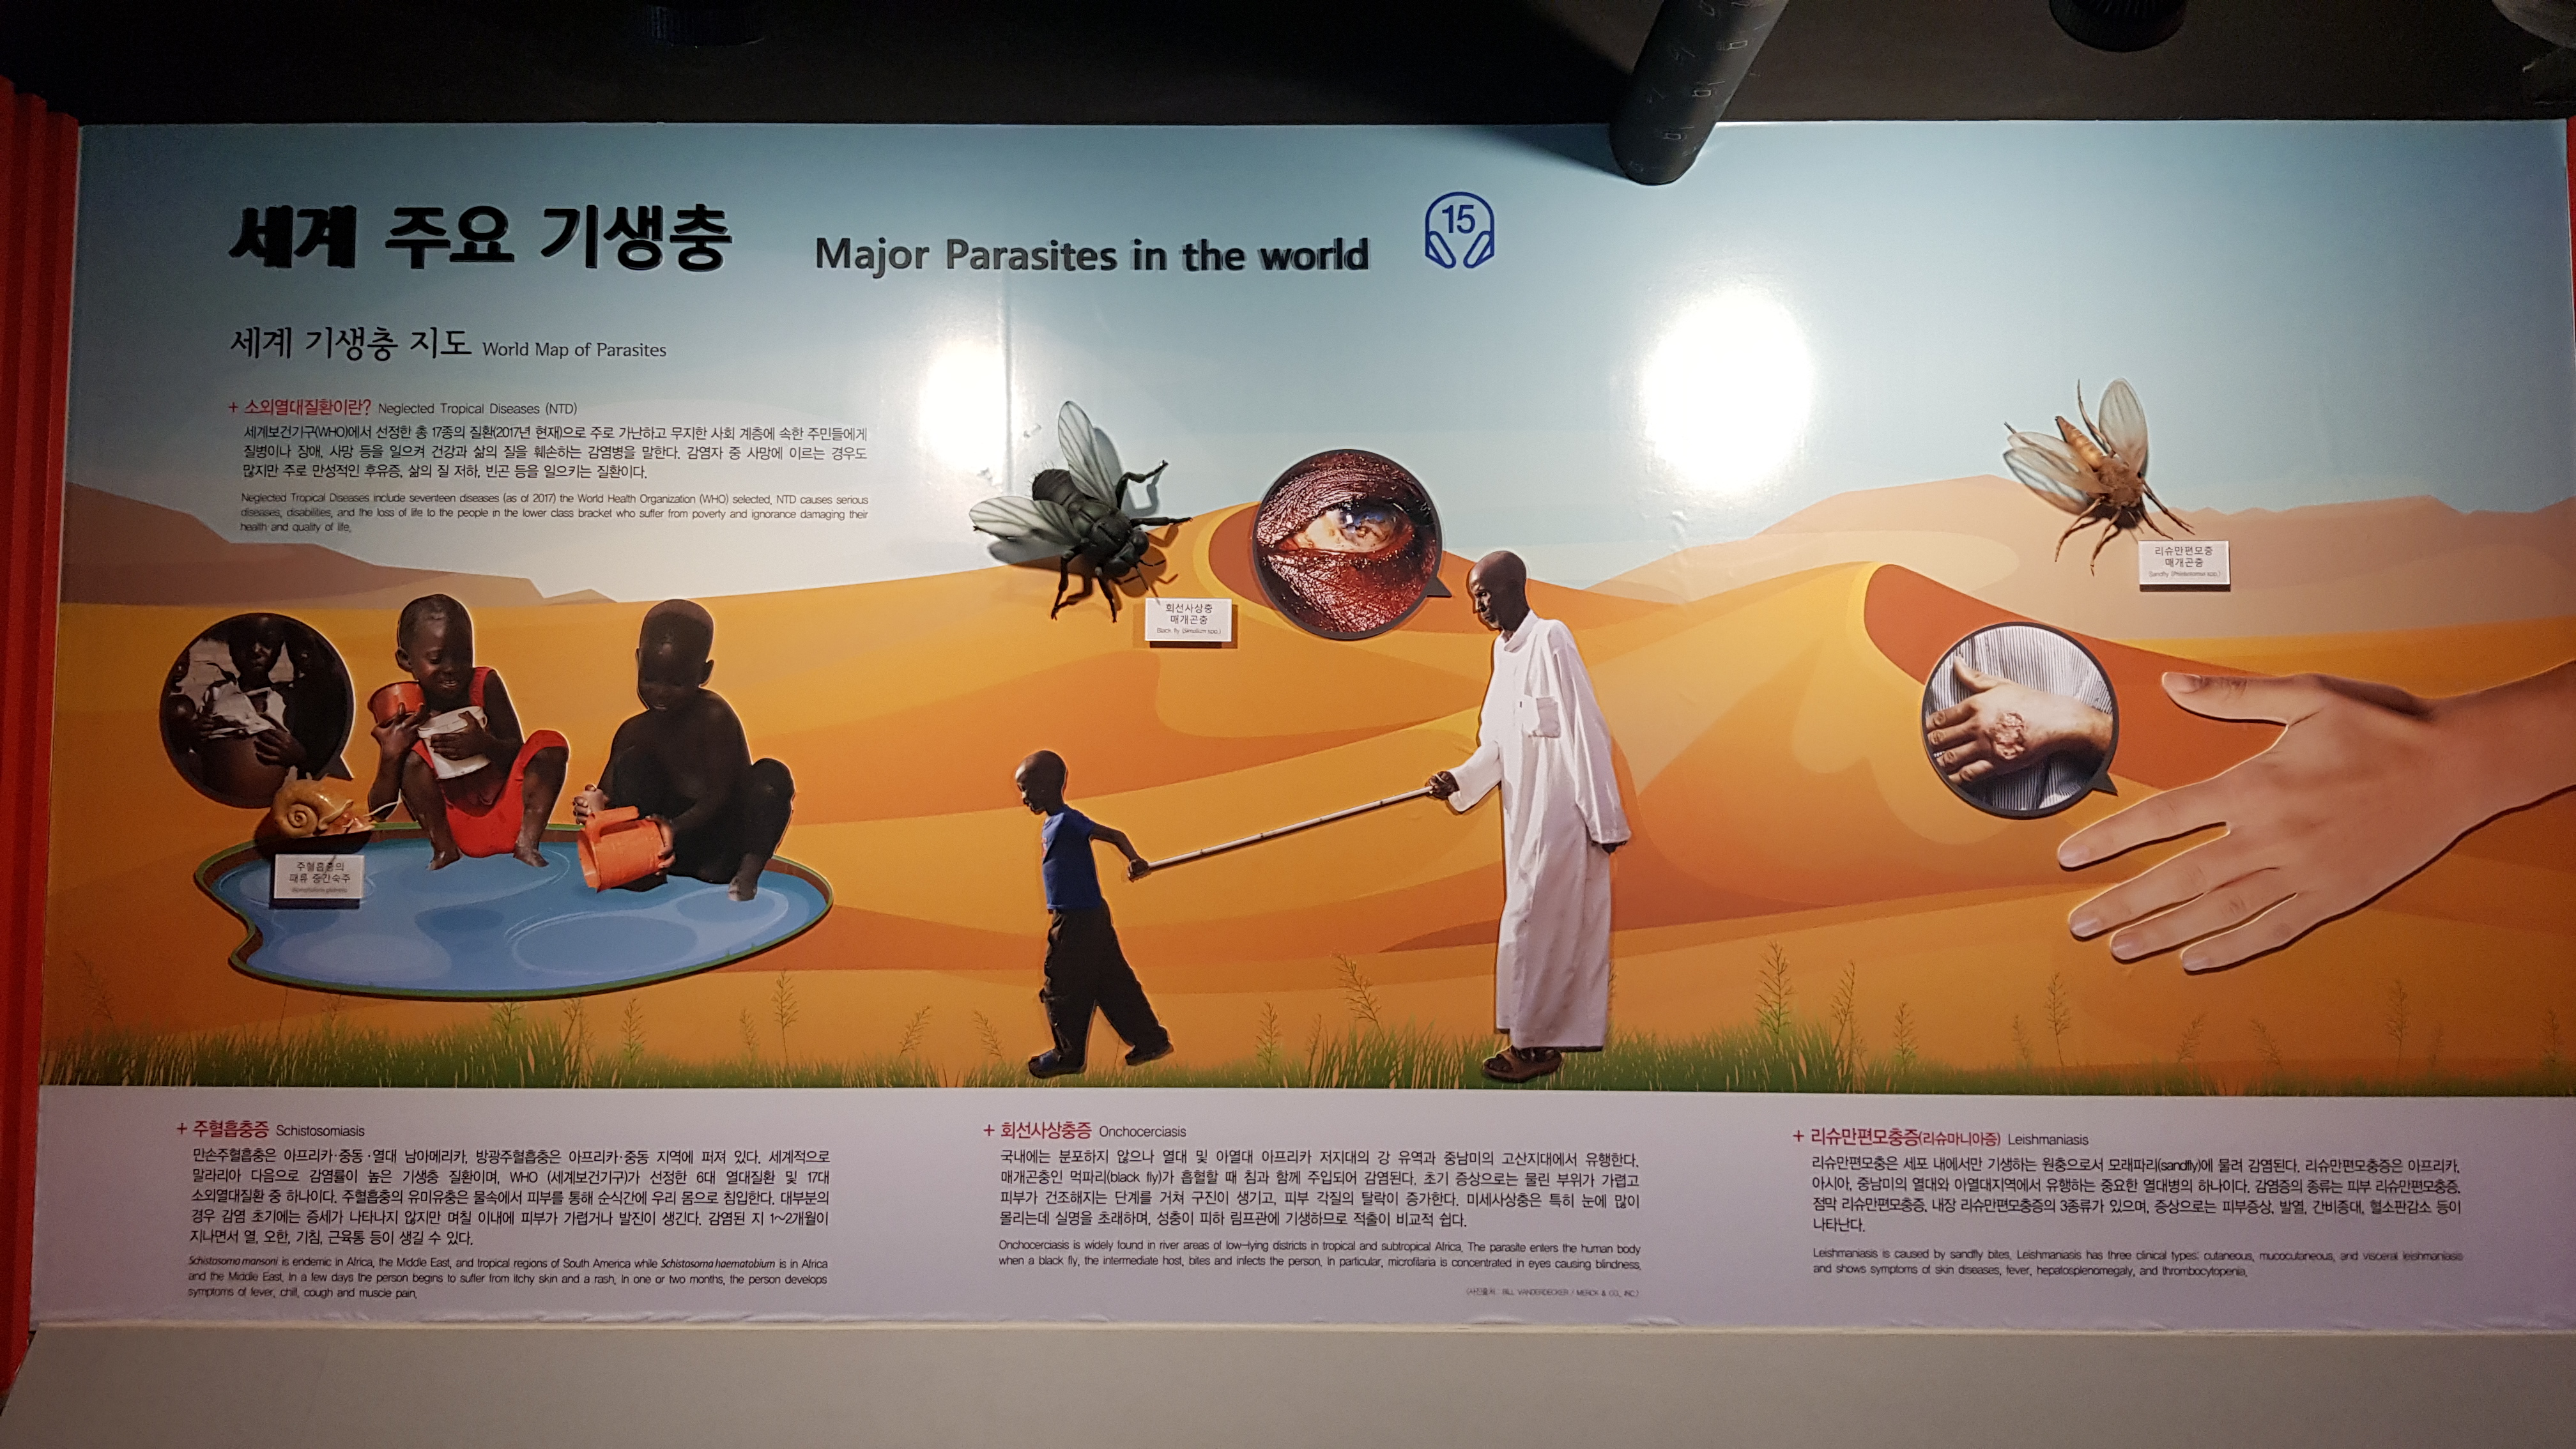 세계 주요 기생충
Major Parasites in the world
15
세계 기생충 지도 World Map of Parasites
+ 소외열대질환이란? Neglected Tropical Diseases (NTD)
세계보건기구(WHO)에서 선정한 총 17종의 질환(2017년 현재)으로 주로 가난하고 무지한 사회 계층에 속한 주민들에게
질병이나 장애, 사망 등을 일으켜 건강과 삶의 질을 훼손하는 감염병을 말한다. 감염자 중 사망에 이르는 경우도
많지만 주로 만성적인 후유증, 삶의 질 저하, 빈곤 등을 일으키는 질환이다.
Neglected Tropical Diseases include seventeen diseases (as of 2017) the World Health Organization (WHO) selected. NTD causes serious
diseases, disabilities, and the loss of life to the people in the lower class bracket who suffer from poverty and ignorance damaging their
health and quality of life.
회선사상충
매개곤충
Black fly (Simulium spp.)
리슈만편모충
매개곤충
Sandfly (Phlebotomus spp.)
주혈흡충의
패류 중간숙주
+ 주혈흡충증 Schistosomiasis
만손주혈흡충은 아프리카·중동·열대 남아메리카, 방광주혈흡충은 아프리카·중동 지역에 퍼져 있다. 세계적으로
말라리아 다음으로 감염률이 높은 기생충 질환이며, WHO (세계보건기구)가 선정한 6대 열대질환 및 17대
소외열대질환 중 하나이다. 주혈흡충의 유미유충은 물속에서 피부를 통해 순식간에 우리 몸으로 침입한다. 대부분의
경우 감염 초기에는 증세가 나타나지 않지만 며칠 이내에 피부가 가렵거나 발진이 생긴다. 감염된 지 1~2개월이
지나면서 열, 오한, 기침, 근육통 등이 생길 수 있다.
Schistosoma mansoni is endemic in Africa, the Middle East, and tropical regions of South America while Schistosoma haematobium is in Africa
and the Middle East. In a few days the person begins to suffer from itchy skin and a rash. In one or two months, the person develops
symptoms of fever, chill, cough and muscle pain.
+ 회선사상충증 Onchocerciasis
국내에는 분포하지 않으나 열대 및 아열대 아프리카 저지대의 강 유역과 중남미의 고산지대에서 유행한다.
매개곤충인 먹파리(black fly)가 흡혈할 때 침과 함께 주입되어 감염된다. 초기 증상으로는 물린 부위가 가렵고
피부가 건조해지는 단계를 거쳐 구진이 생기고, 피부 각질의 탈락이 증가한다. 미세사상충은 특히 눈에 많이
몰리는데 실명을 초래하며, 성충이 피하 림프관에 기생하므로 적출이 비교적 쉽다.
Onchocerciasis is widely found in river areas of low-lying districts in tropical and subtropical Africa. The parasite enters the human body
when a black fly, the intermediate host, bites and infects the person. In particular, microfilaria is concentrated in eyes causing blindness.
(사진출처 : BILL VANDERDECKER / MERCK & CO., INC.)
+ 리슈만편모충증(리슈마니아증) Leishmaniasis
리슈만편모충은 세포 내에서만 기생하는 원충으로서 모래파리(sandfly)에 물려 감염된다. 리슈만편모충증은 아프리카,
아시아, 중남미의 열대와 아열대지역에서 유행하는 중요한 열대병의 하나이다. 감염증의 종류는 피부 리슈만편모충증,
점막 리슈만편모충증, 내장 리슈만편모충증의 3종류가 있으며, 증상으로는 피부증상, 발열, 간비종대, 혈소판감소 등이
나타난다.
Leishmaniasis is caused by sandfly bites. Leishmaniasis has three clinical types: cutaneous, mucocutaneous, and visceral leishmaniasis
and shows symptoms of skin diseases, fever, hepatosplenomegaly, and thrombocytopenia.